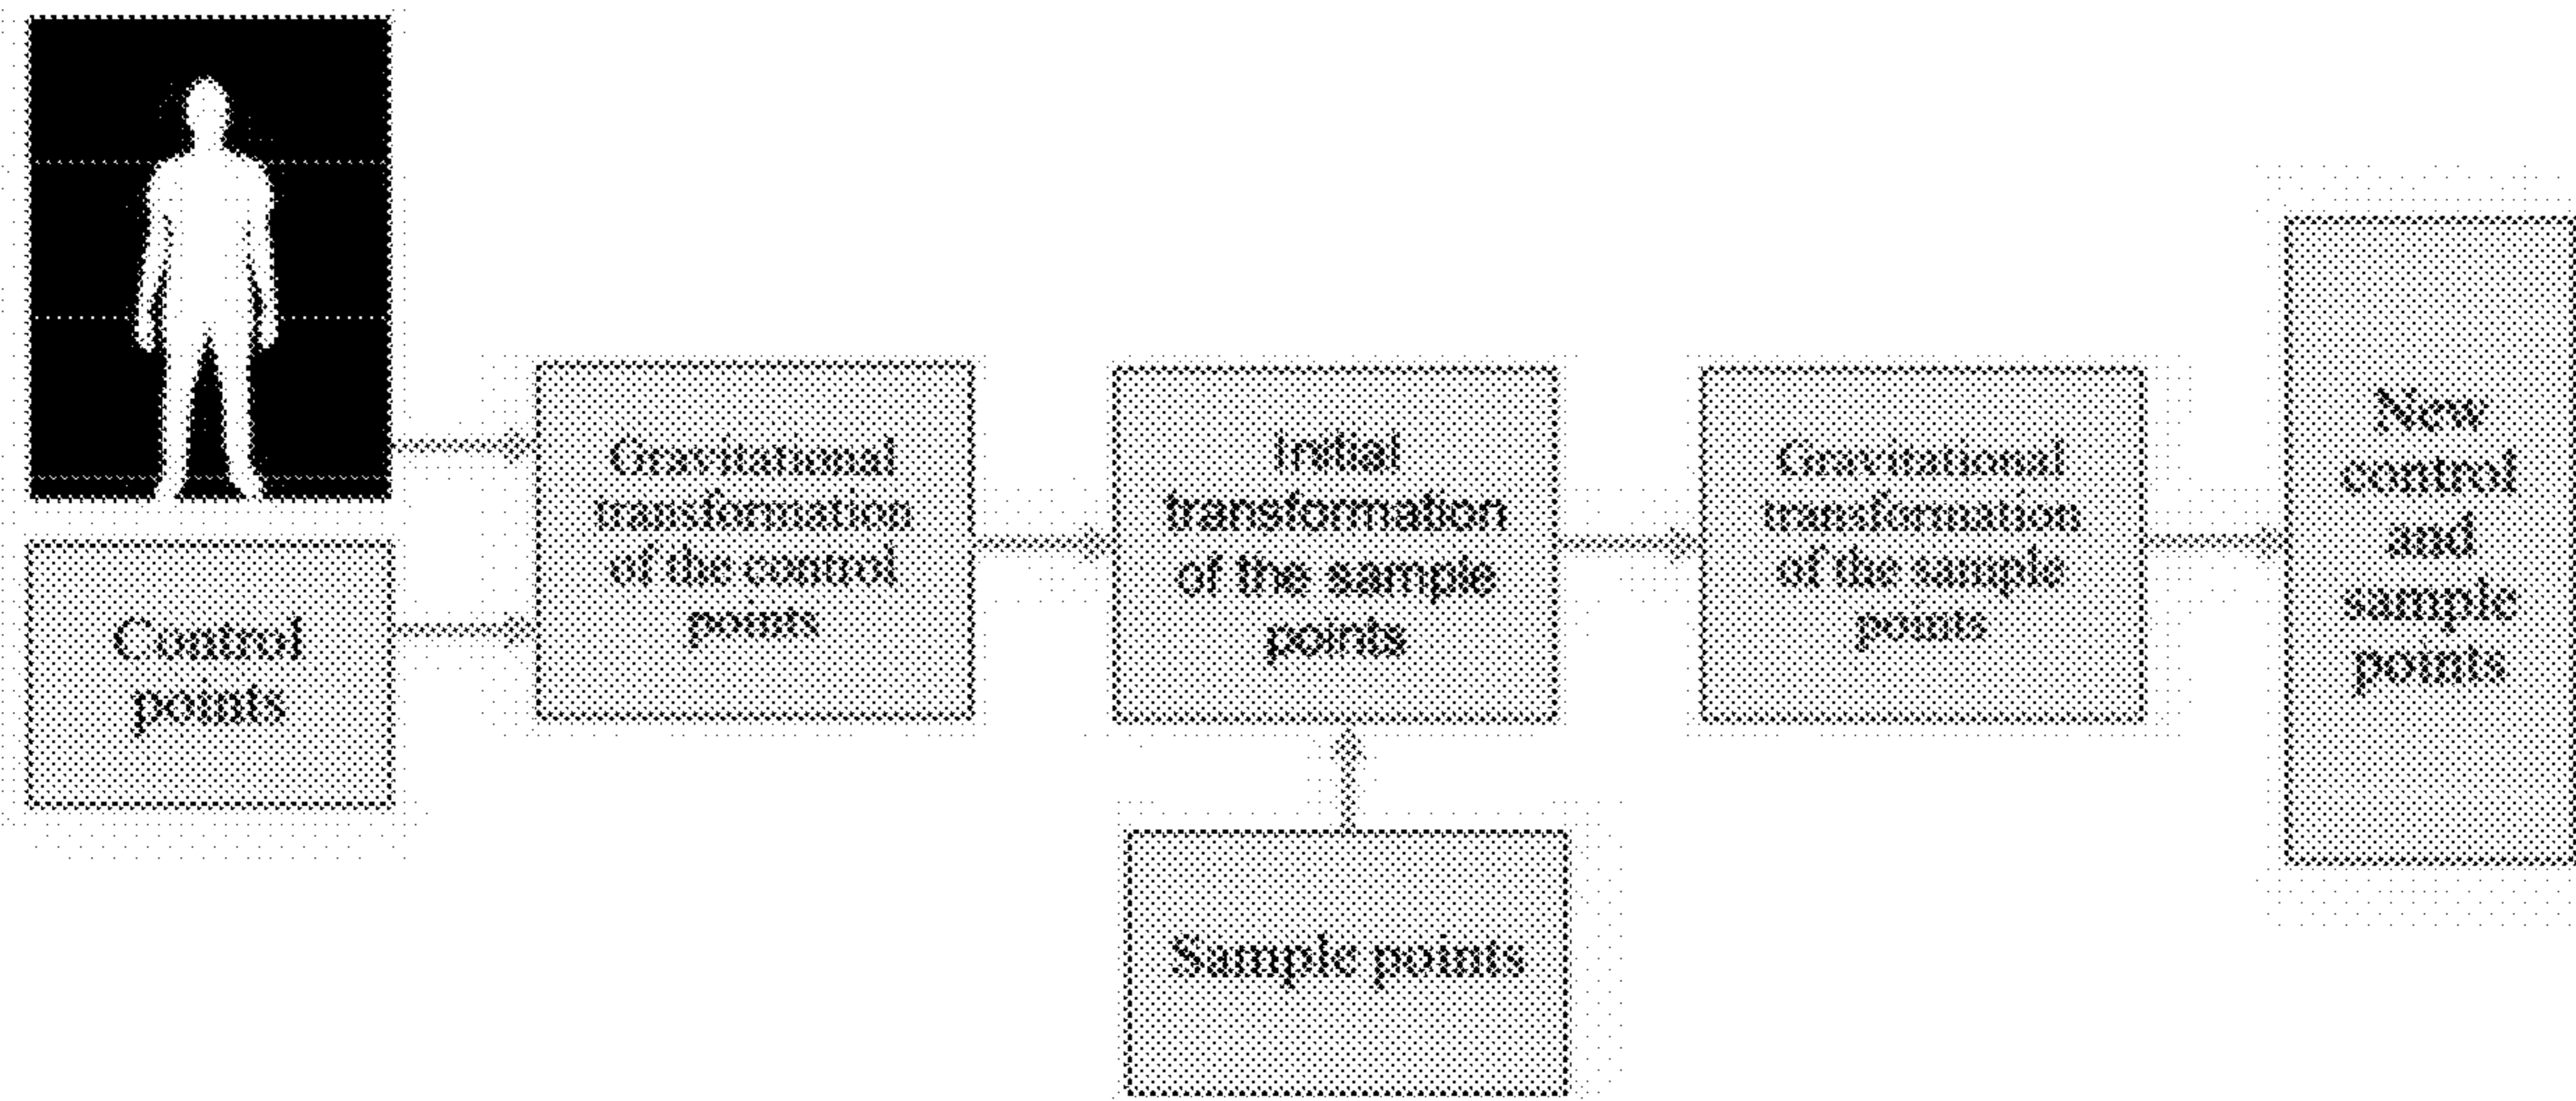 Control
points
Gravitational
transformation
of the control
points
Initial
transformation
of the sample
points
Sample points
Gravitational
transformation
of the sample
points
New
control
and
sample
points